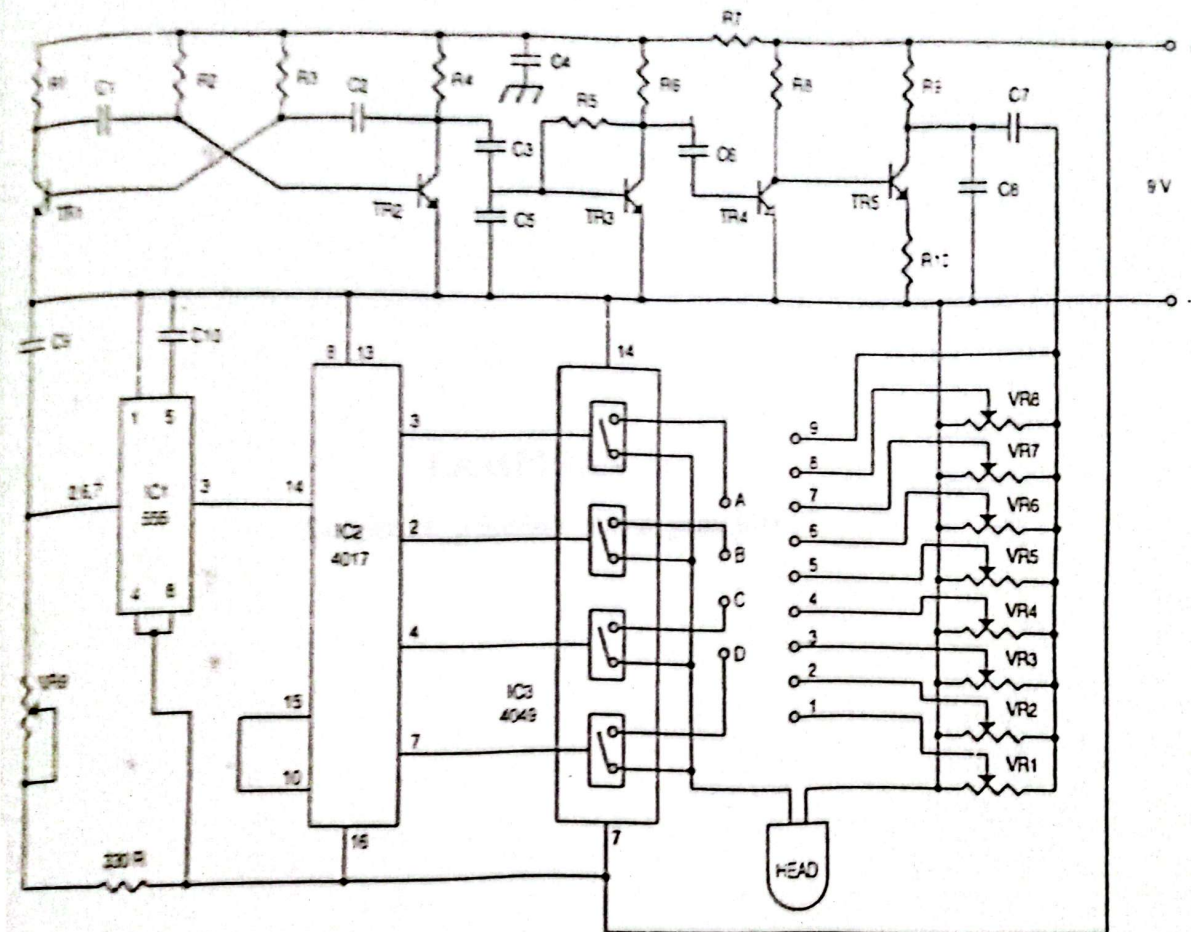 R7
R1 C1 R2 R3 C2 R4 C4 R5 R6 R8 R9 C7
C3 C6 C8
TR1 TR2 C5 TR3 TR4 TR5 9 V
R10
C9 C10 8 13 14
1 5 VR8
3 9
8 VR7
2,6,7 IC1 3 14 A 7
555 IC2 2 6 VR6
4017 B
5 VR5
4 8 C 4 VR4
4 D 3 VR3
VR9 15 IC3 2
4049 1 VR2
10 7 VR1
16 7
330 R HEAD